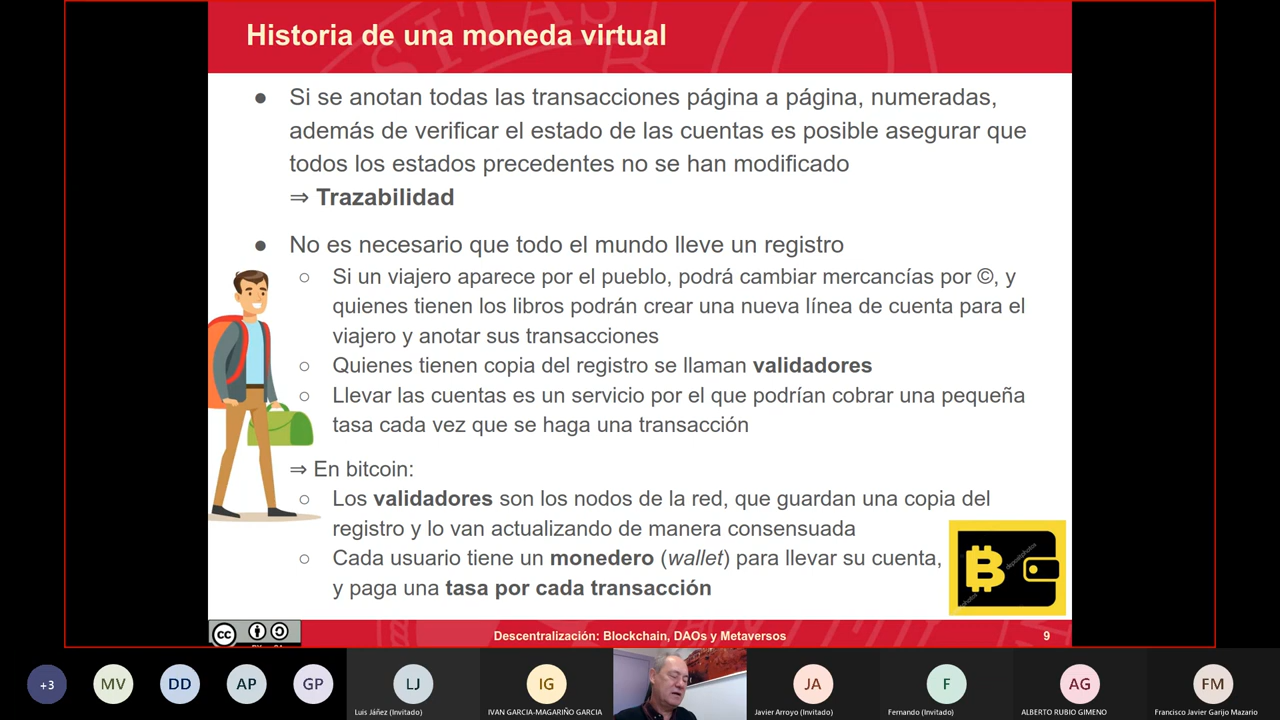 Historia de una moneda virtual
● Si se anotan todas las transacciones página a página, numeradas,
además de verificar el estado de las cuentas es posible asegurar que
todos los estados precedentes no se han modificado
⇒ Trazabilidad
● No es necesario que todo el mundo lleve un registro
○ Si un viajero aparece por el pueblo, podrá cambiar mercancías por ©, y
quienes tienen los libros podrán crear una nueva línea de cuenta para el
viajero y anotar sus transacciones
○ Quienes tienen copia del registro se llaman validadores
○ Llevar las cuentas es un servicio por el que podrían cobrar una pequeña
tasa cada vez que se haga una transacción
⇒ En bitcoin:
○ Los validadores son los nodos de la red, que guardan una copia del
registro y lo van actualizando de manera consensuada
○ Cada usuario tiene un monedero (wallet) para llevar su cuenta,
y paga una tasa por cada transacción
depositphotos
cc
Descentralización: Blockchain, DAOs y Metaversos
9
+3
MV
DD
AP
GP
LJ
IG
JA
F
AG
FM
Luis Jáñez (Invitado)
IVAN GARCIA-MAGARIÑO GARCIA
Javier Arroyo (Invitado)
Fernando (Invitado)
ALBERTO RUBIO GIMENO
Francisco Javier Garijo Mazario